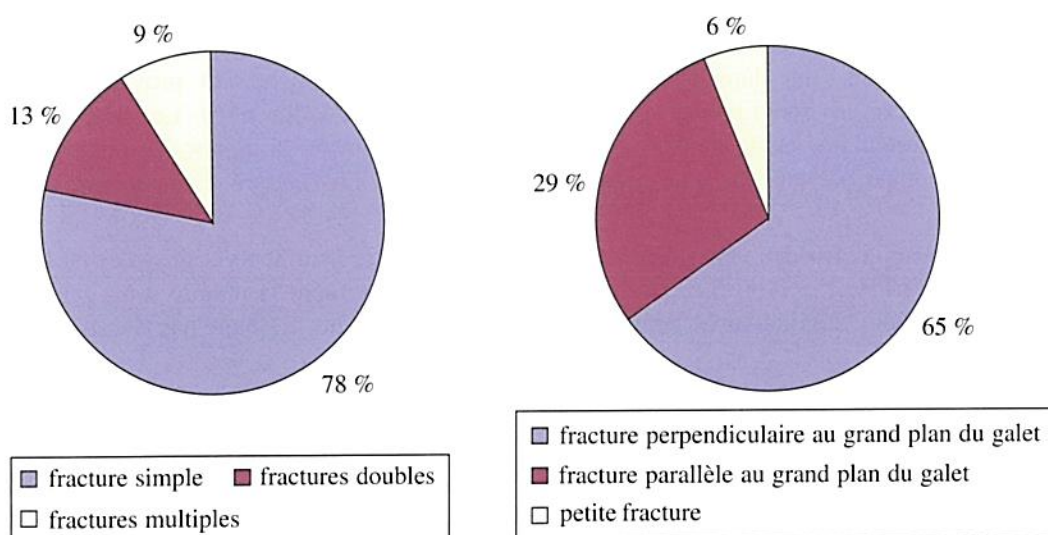 9 %
13 %
78 %
fracture simple
fractures doubles
fractures multiples
6 %
29 %
65 %
fracture perpendiculaire au grand plan du galet
fracture parallèle au grand plan du galet
petite fracture